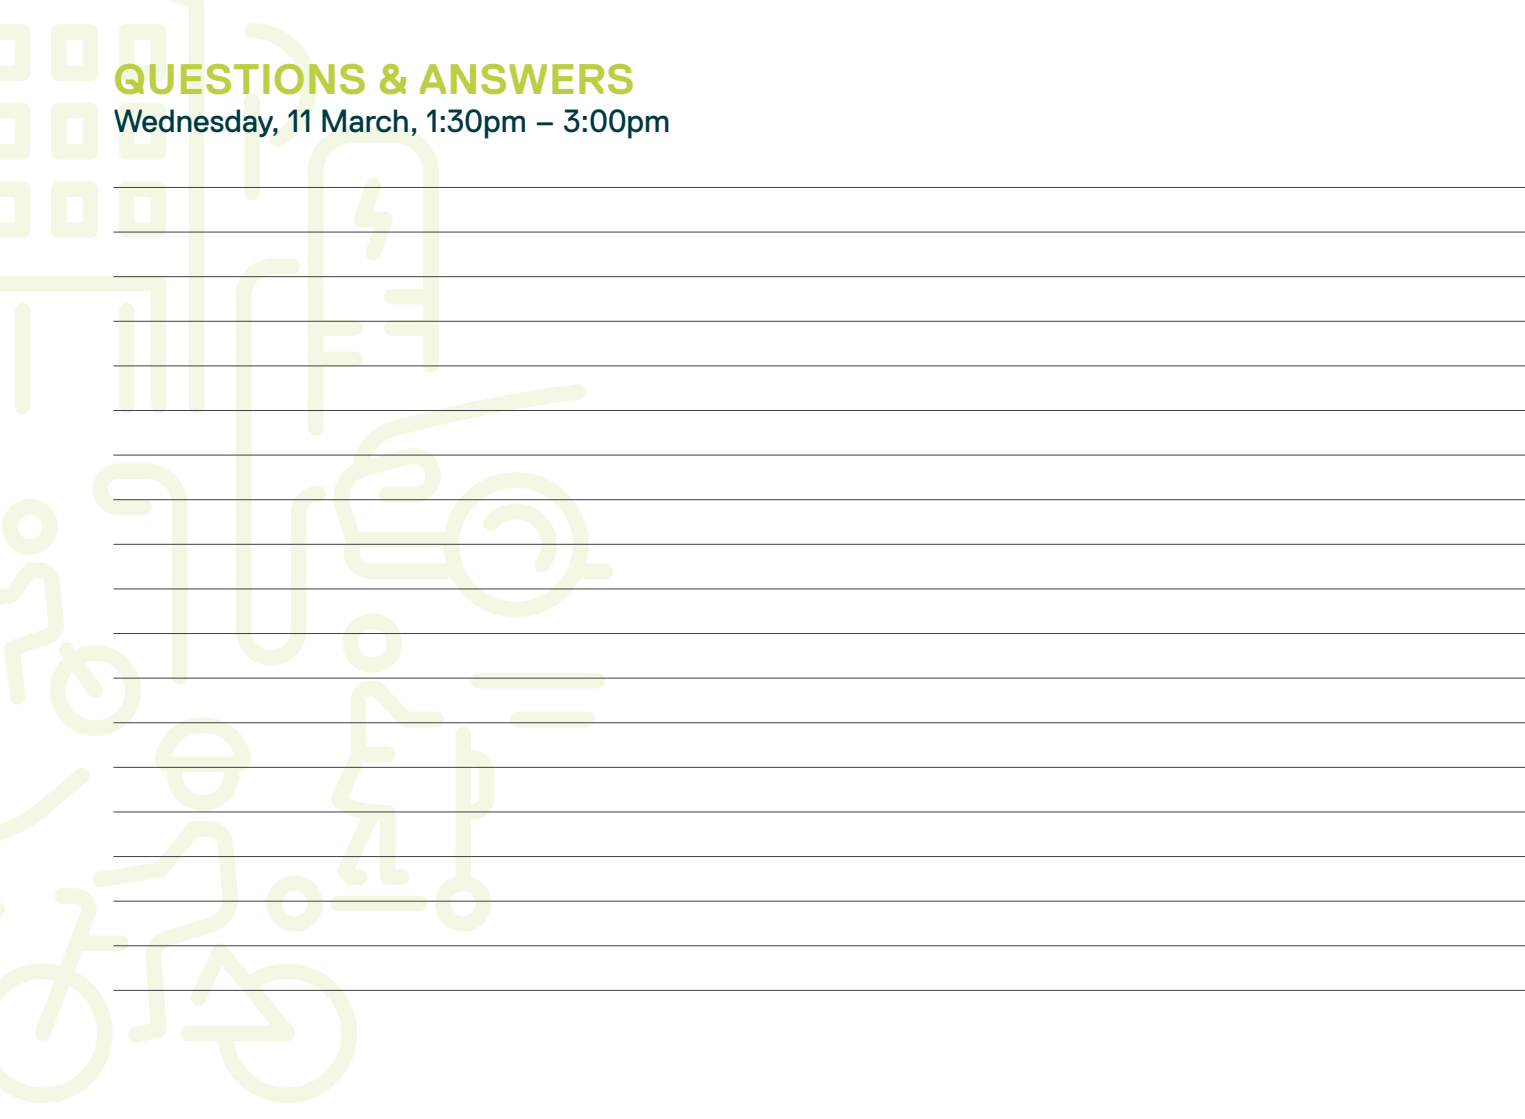 QUESTIONS & ANSWERS
Wednesday, 11 March, 1:30pm – 3:00pm